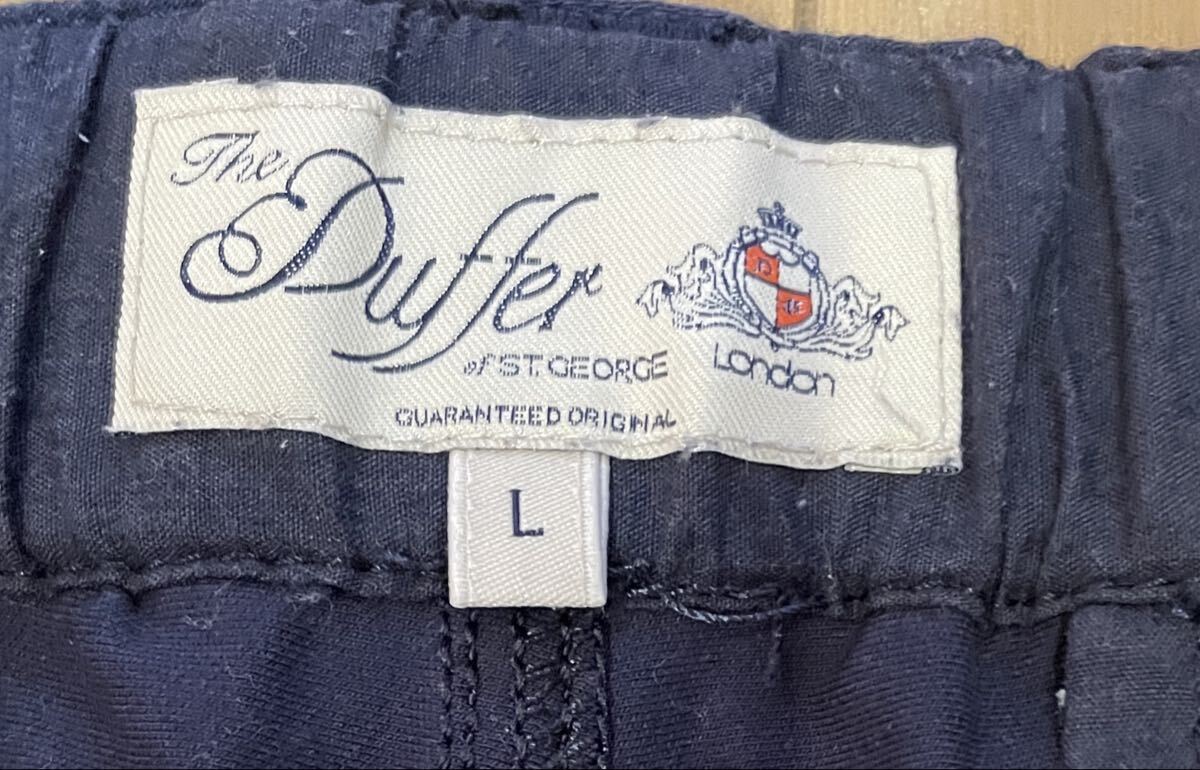 The
Duffer
of ST. GEORGE
GUARANTEED ORIGINAL
London
L